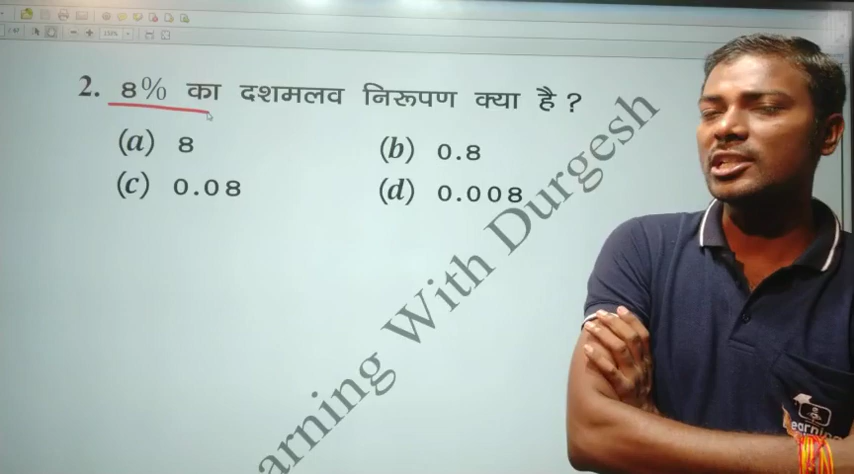 2. 8% का दशमलव निरूपण क्या है ?
(a) 8 (b) 0.8
(c) 0.08 (d) 0.008
arning With Durgesh